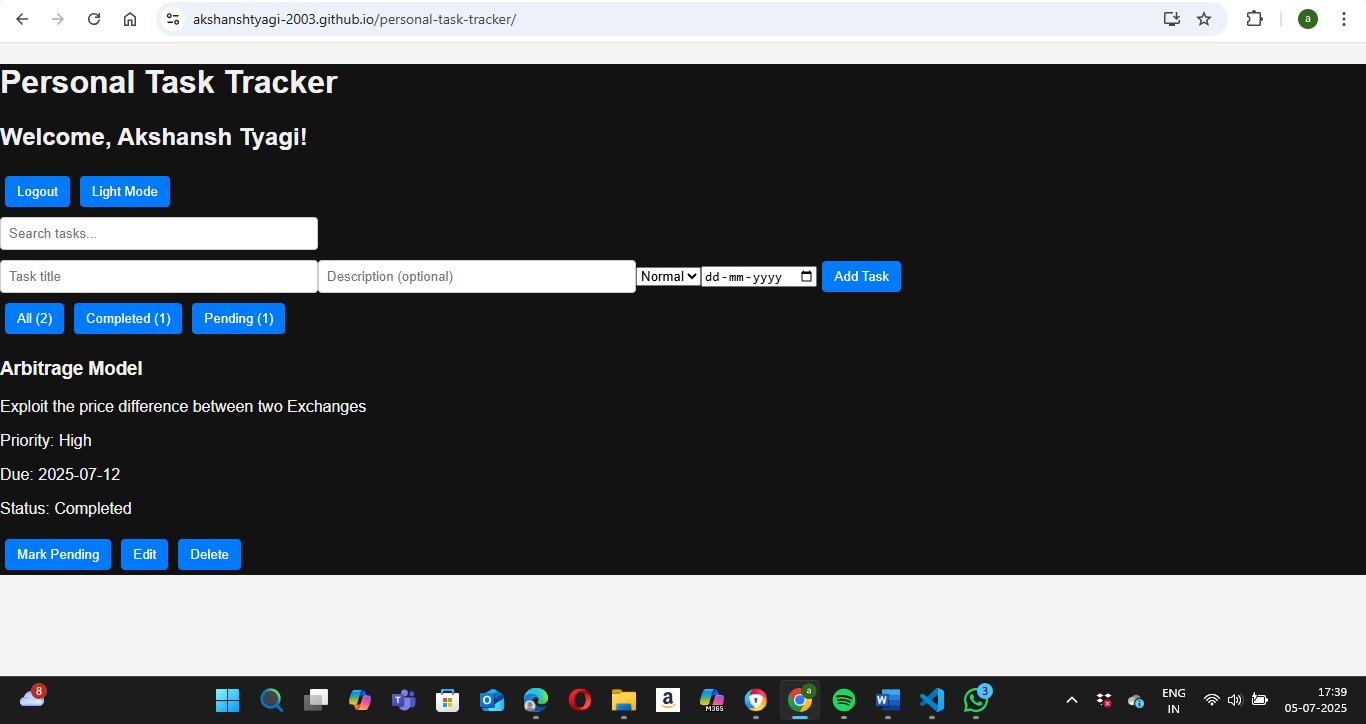 akshanshtyagi-2003.github.io/personal-task-tracker/
a
Personal Task Tracker
Welcome, Akshansh Tyagi!
Logout Light Mode
Search tasks...
Task title Description (optional) Normal dd-mm-yyyy Add Task
All (2) Completed (1) Pending (1)
Arbitrage Model
Exploit the price difference between two Exchanges
Priority: High
Due: 2025-07-12
Status: Completed
Mark Pending Edit Delete
8 a M365 a W 3 ENG 17:39
IN 05-07-2025